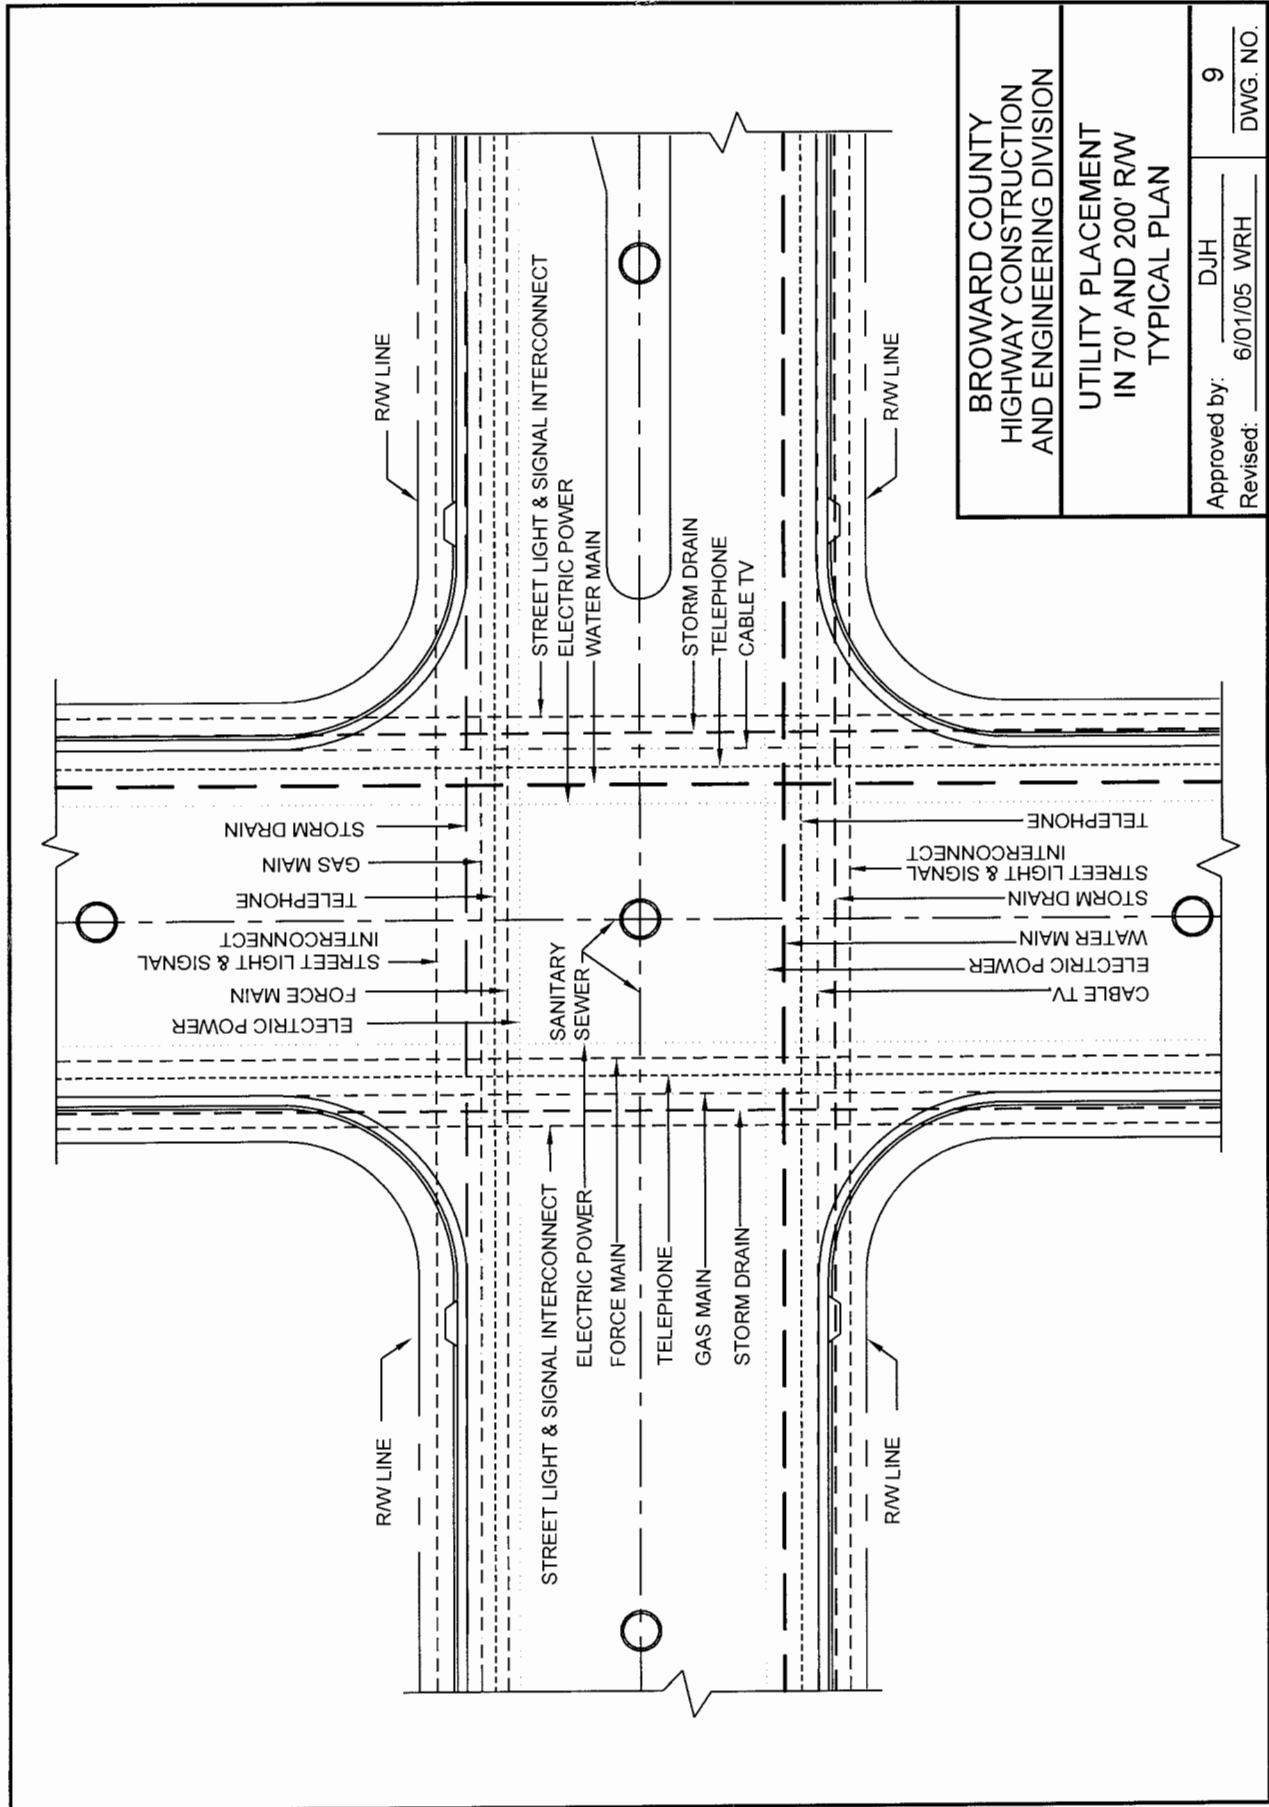 R/W LINE
R/W LINE
STREET LIGHT & SIGNAL INTERCONNECT
ELECTRIC POWER
WATER MAIN
STORM DRAIN
TELEPHONE
CABLE TV
STORM DRAIN
GAS MAIN
TELEPHONE
STREET LIGHT & SIGNAL
INTERCONNECT
FORCE MAIN
ELECTRIC POWER
SANITARY
SEWER
TELEPHONE
STREET LIGHT & SIGNAL
INTERCONNECT
STORM DRAIN
WATER MAIN
ELECTRIC POWER
CABLE TV
STREET LIGHT & SIGNAL INTERCONNECT
ELECTRIC POWER
FORCE MAIN
TELEPHONE
GAS MAIN
STORM DRAIN
R/W LINE
R/W LINE
BROWARD COUNTY
HIGHWAY CONSTRUCTION
AND ENGINEERING DIVISION
UTILITY PLACEMENT
IN 70' AND 200' R/W
TYPICAL PLAN
Approved by: DJH
Revised: 6/01/05 WRH
9
DWG. NO.